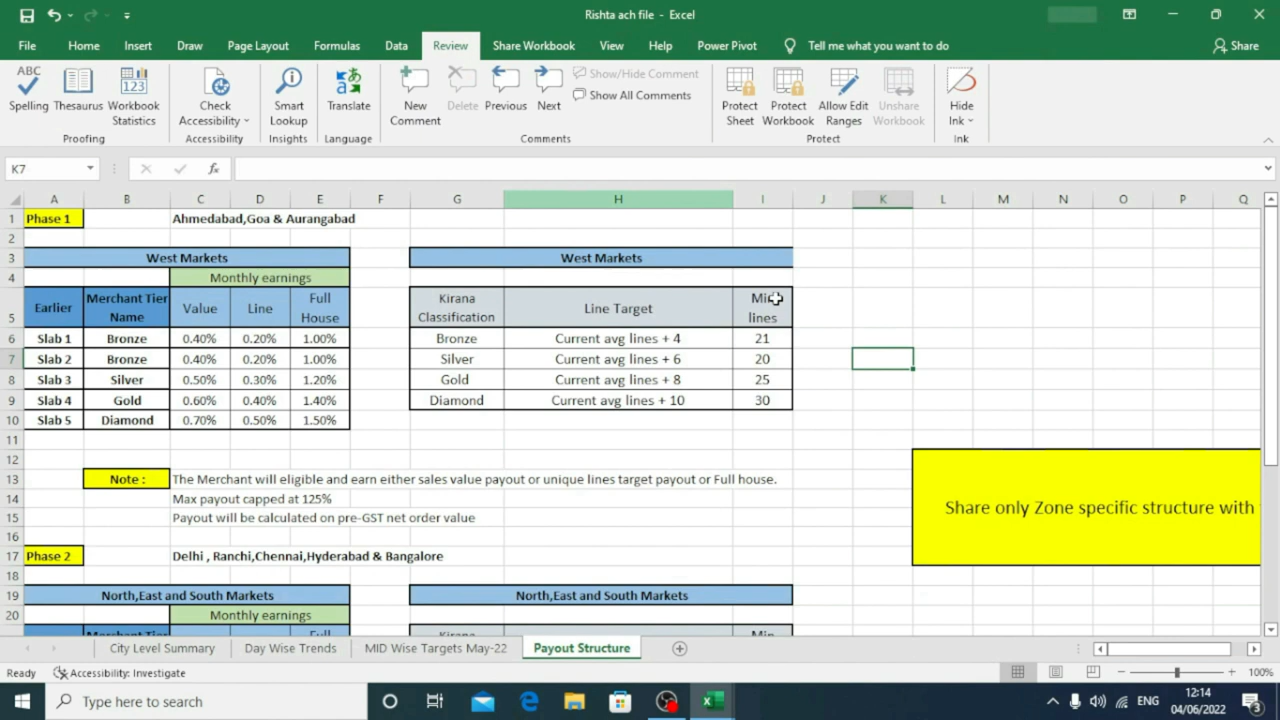 Rishta ach file - Excel
File Home Insert Draw Page Layout Formulas Data Review Share Workbook View Help Power Pivot Tell me what you want to do Share
ABC
123
Spelling Thesaurus Workbook Statistics
Check Accessibility
Smart Lookup
Translate
New Comment
Delete Previous Next
Show/Hide Comment
Show All Comments
Protect Sheet
Protect Workbook
Allow Edit Ranges
Unshare Workbook
Hide Ink
Proofing Accessibility Insights Language Comments Protect Ink
K7 fx
A B C D E F G H I J K L M N O P Q
1 Phase 1 Ahmedabad,Goa & Aurangabad
2
3 West Markets West Markets
4 Monthly earnings
5 Earlier Merchant Tier Name Value Line Full House Kirana Classification Line Target Min lines
6 Slab 1 Bronze 0.40% 0.20% 1.00% Bronze Current avg lines + 4 21
7 Slab 2 Bronze 0.40% 0.20% 1.00% Silver Current avg lines + 6 20
8 Slab 3 Silver 0.50% 0.30% 1.20% Gold Current avg lines + 8 25
9 Slab 4 Gold 0.60% 0.40% 1.40% Diamond Current avg lines + 10 30
10 Slab 5 Diamond 0.70% 0.50% 1.50%
11
12
13 Note : The Merchant will eligible and earn either sales value payout or unique lines target payout or Full house.
14 Max payout capped at 125%
Share only Zone specific structure with
15 Payout will be calculated on pre-GST net order value
16
17 Phase 2 Delhi , Ranchi,Chennai,Hyderabad & Bangalore
18
19 North,East and South Markets North,East and South Markets
20 Monthly earnings
Merchant Tier Full Kirana Min
City Level Summary Day Wise Trends MID Wise Targets May-22 Payout Structure
Ready Accessibility: Investigate 100%
Type here to search
ENG
12:14
04/06/2022
3